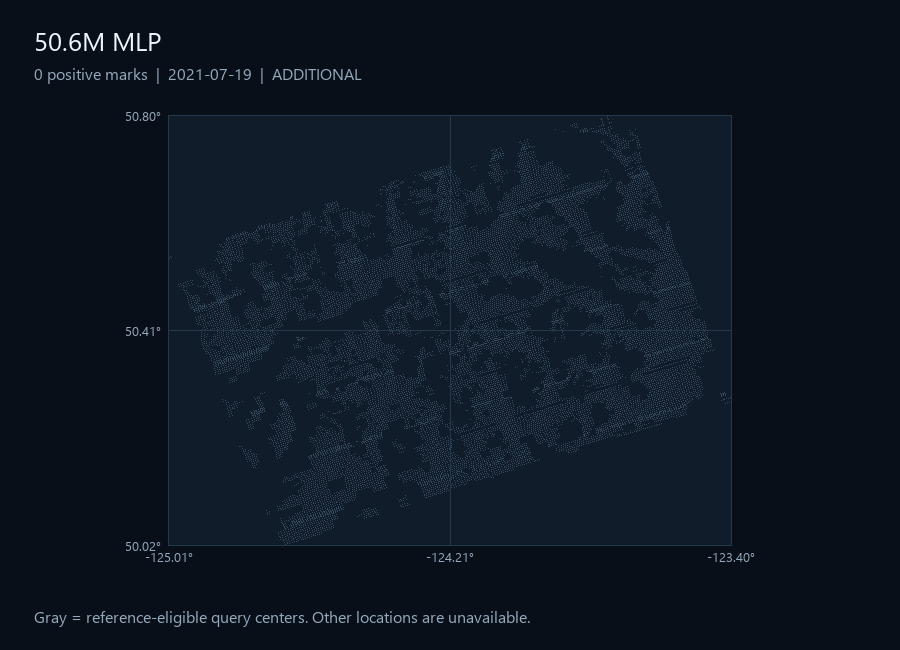 50.6M MLP
0 positive marks | 2021-07-19 | ADDITIONAL
50.80°
50.41°
50.02°
-125.01°
-124.21°
-123.40°
Gray = reference-eligible query centers. Other locations are unavailable.